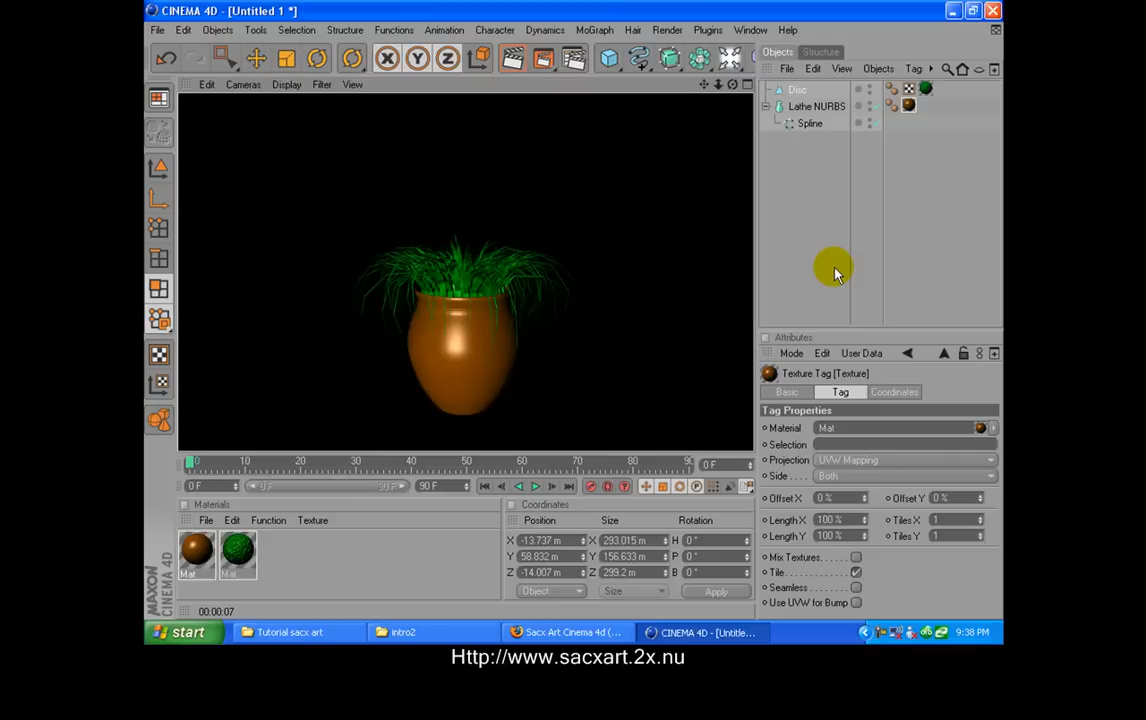 CINEMA 4D - [Untitled 1 *]
File Edit Objects Tools Selection Structure Functions Animation Character Dynamics MoGraph Hair Render Plugins Window Help
Objects Structure
File Edit View Objects Tag:
Edit Cameras Display Filter View
Disc
Lathe NURBS
Spline
Attributes
Mode Edit User Data
Texture Tag [Texture]
Basic Tag Coordinates
Tag Properties
Material Mat
Selection
Projection UVW Mapping
Side Both
Offset X 0 % Offset Y 0 %
Length X 100 % Tiles X 1
Length Y 100 % Tiles Y 1
Mix Textures
Tile
Seamless
Use UVW for Bump
0 10 20 30 40 50 60 70 80 90 0 F
0 F 0 F 90 F 90 F
Materials
File Edit Function Texture
Mat Mat
Coordinates
Position Size Rotation
X -13.737 m X 293.015 m H 0 °
Y 58.832 m Y 156.633 m P 0 °
Z -14.007 m Z 299.2 m B 0 °
Object Size Apply
MAXON
CINEMA 4D
00:00:07
start Tutorial sacx art intro2 Sacx Art Cinema 4d (... CINEMA 4D - [Untitle... 9:38 PM
Http://www.sacxart.2x.nu